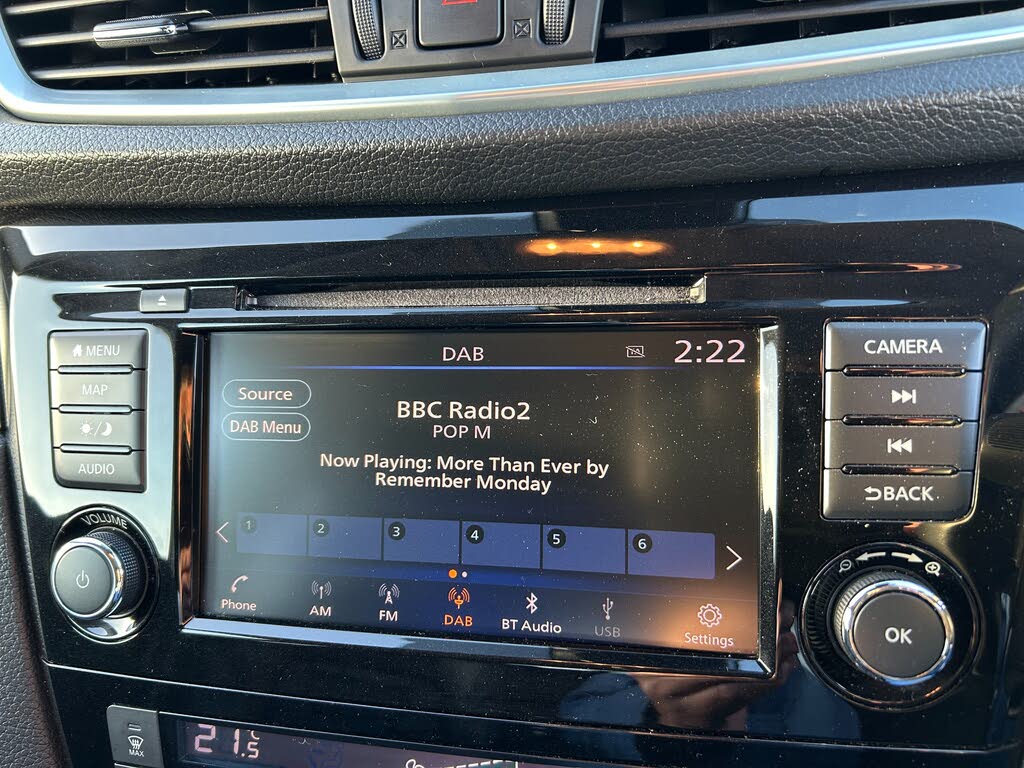 MENU
MAP
AUDIO
VOLUME
DAB
TA
2:22
Source
DAB Menu
BBC Radio2
POP M
Now Playing: More Than Ever by
Remember Monday
1 2 3 4 5 6
Phone AM FM DAB BT Audio USB Settings
CAMERA
BACK
OK
MAX
21.5°C